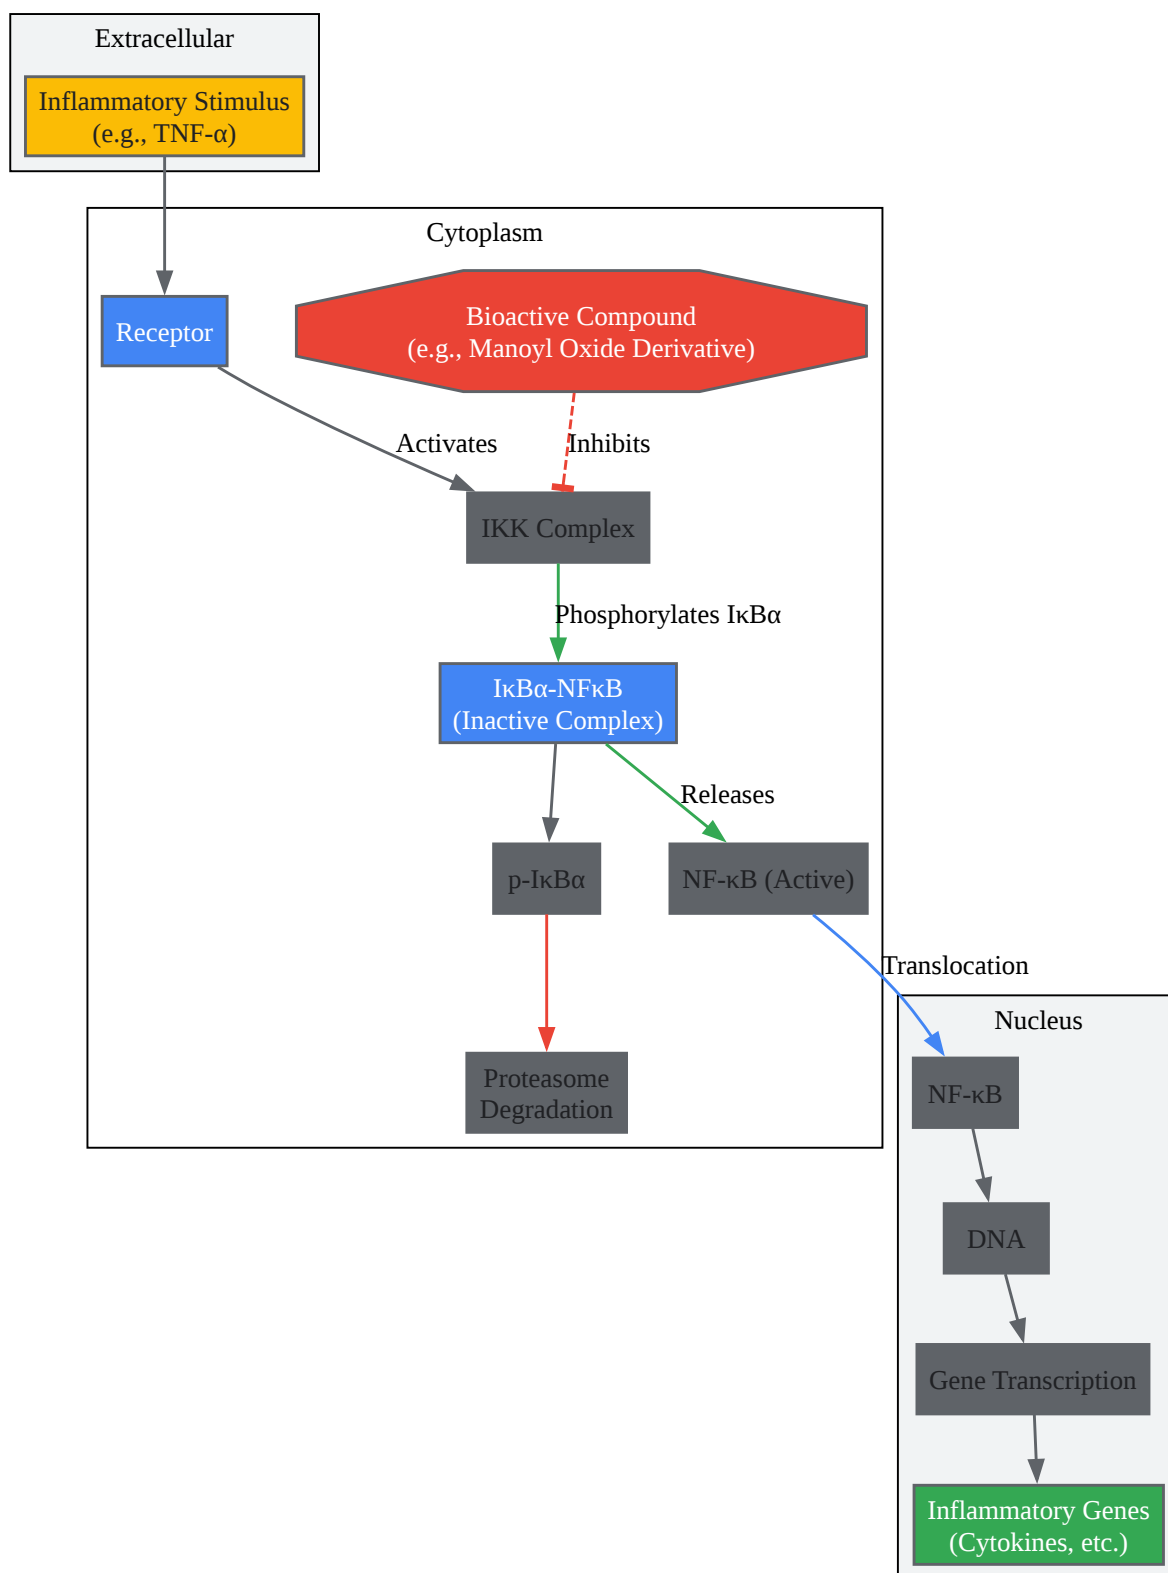 Extracellular
Inflammatory Stimulus
(e.g., TNF-α)
Cytoplasm
Receptor
Bioactive Compound
(e.g., Manoyl Oxide Derivative)
Activates
Inhibits
IKK Complex
Phosphorylates IκBα
IκBα-NFκB
(Inactive Complex)
Releases
p-IκBα
NF-κB (Active)
Translocation
Nucleus
Proteasome
Degradation
NF-κB
DNA
Gene Transcription
Inflammatory Genes
(Cytokines, etc.)